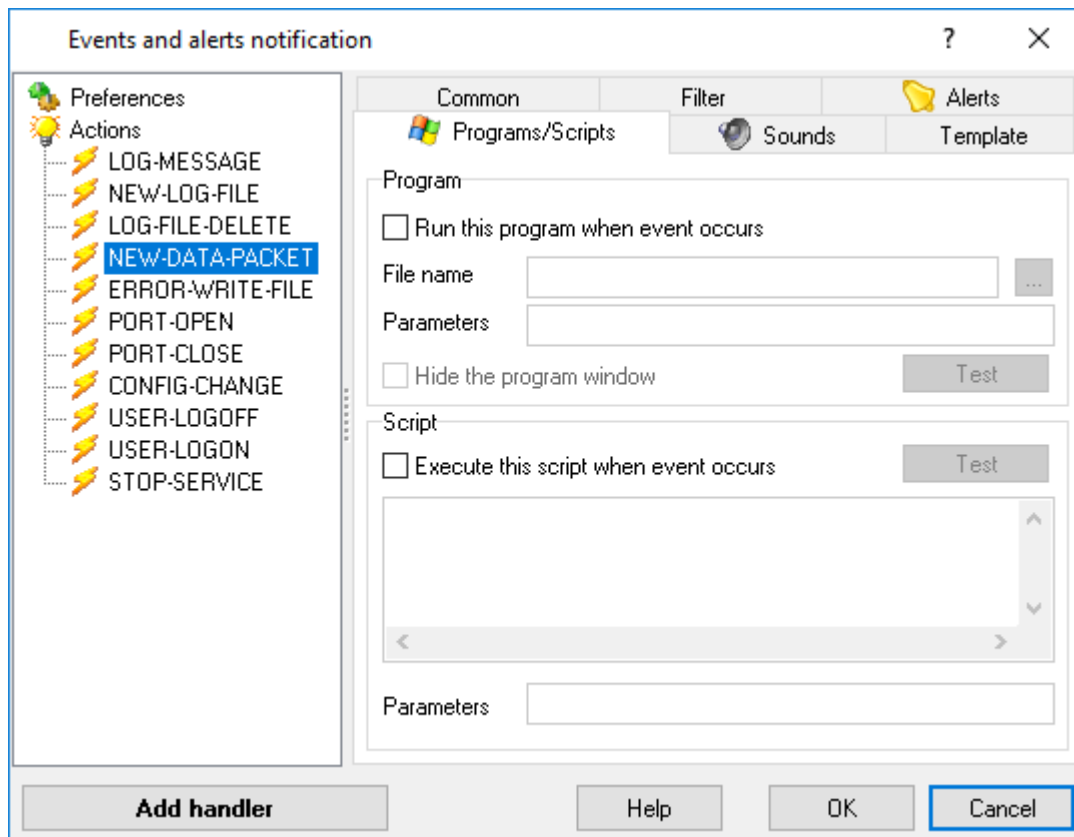 Events and alerts notification
?
Preferences
Actions
LOG-MESSAGE
NEW-LOG-FILE
LOG-FILE-DELETE
NEW-DATA-PACKET
ERROR-WRITE-FILE
PORT-OPEN
PORT-CLOSE
CONFIG-CHANGE
USER-LOGOFF
USER-LOGON
STOP-SERVICE
Common Filter Alerts
Programs/Scripts Sounds Template
Program
Run this program when event occurs
File name ...
Parameters
Hide the program window Test
Script
Execute this script when event occurs Test
Parameters
Add handler Help OK Cancel